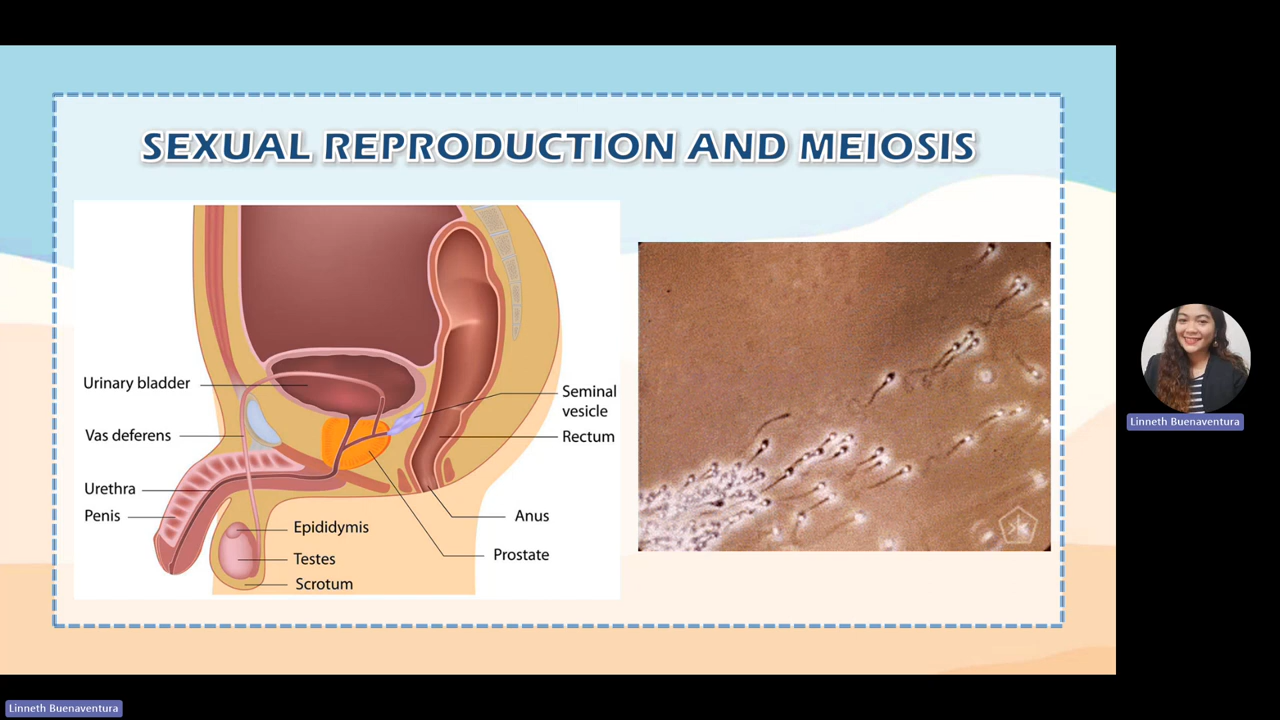 SEXUAL REPRODUCTION AND MEIOSIS
Urinary bladder
Vas deferens
Urethra
Penis
Epididymis
Testes
Scrotum
Seminal
vesicle
Rectum
Anus
Prostate
Linneth Buenaventura
Linneth Buenaventura